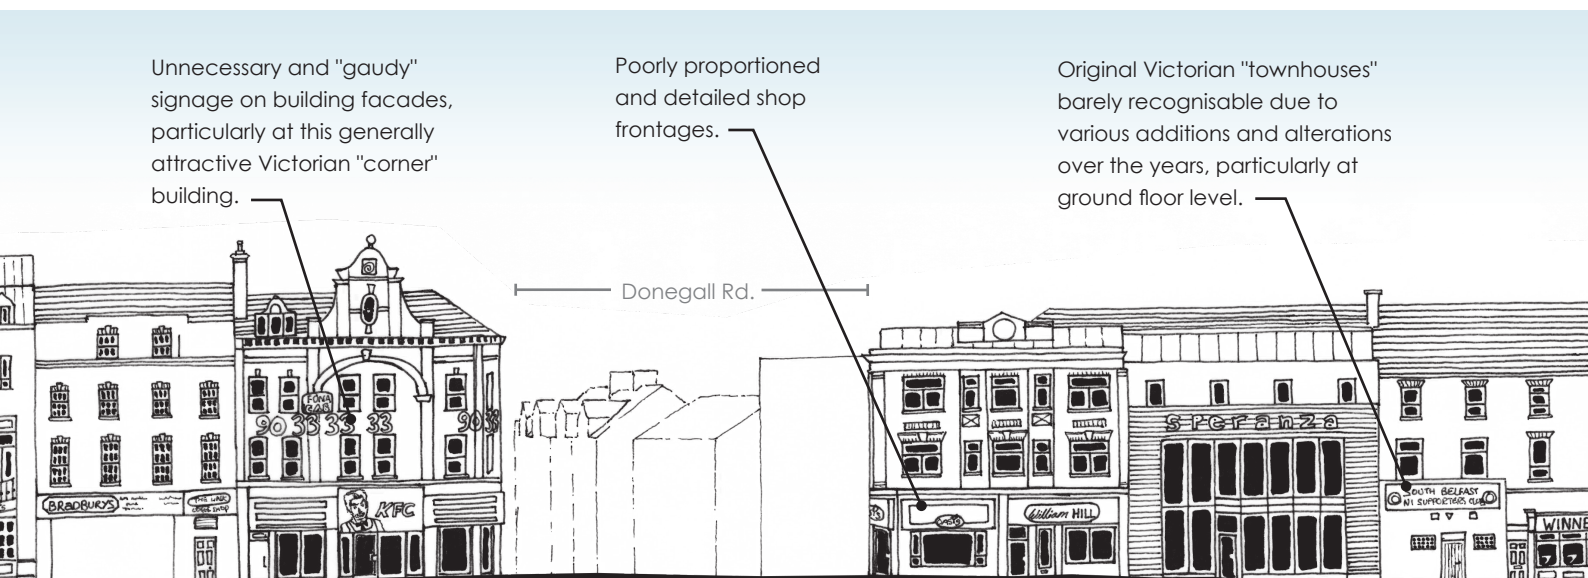 Unnecessary and "gaudy"
signage on building facades,
particularly at this generally
attractive Victorian "corner"
building.
Poorly proportioned
and detailed shop
frontages.
Original Victorian "townhouses"
barely recognisable due to
various additions and alterations
over the years, particularly at
ground floor level.
Donegall Rd.
FONA
CAB
90 33 33 33
90 33
speranza
BRADBURYS
KFC
William HILL
SOUTH BELFAST
NI SUPPORTERS CLUB
WINNE